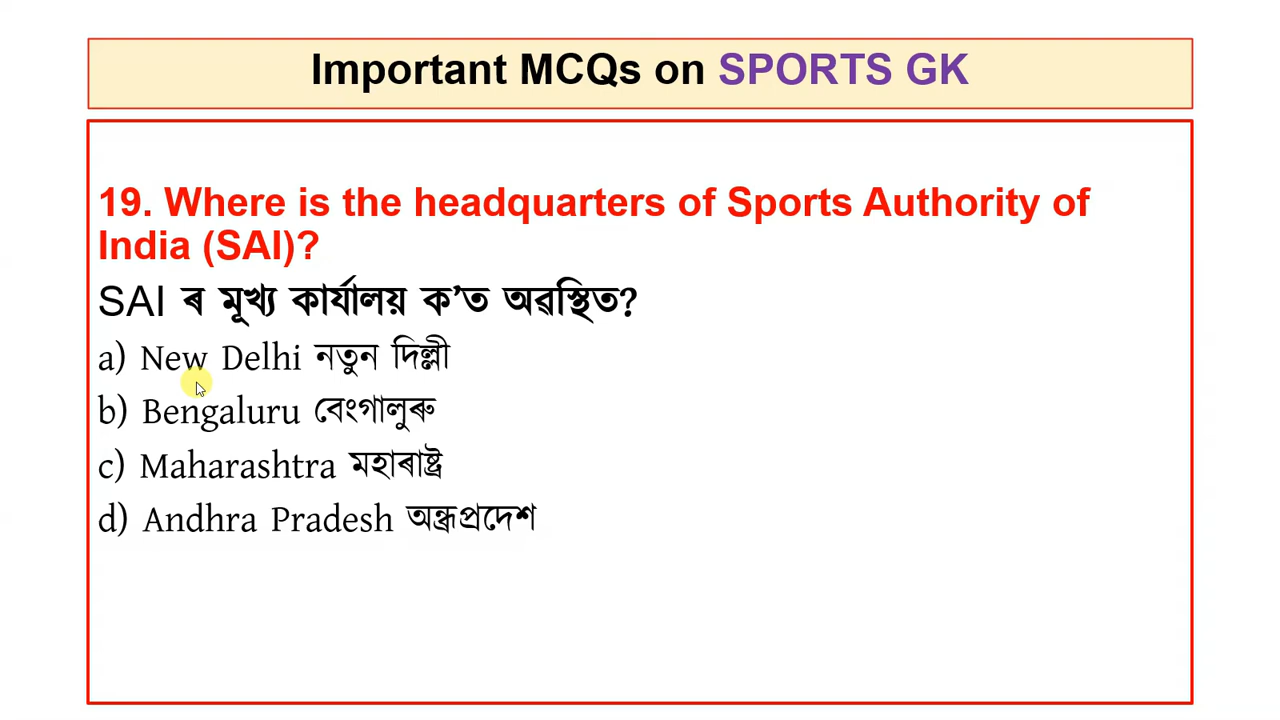 Important MCQs on SPORTS GK
19. Where is the headquarters of Sports Authority of
India (SAI)?
SAI ৰ মূখ্য কাৰ্যালয় ক’ত অৱস্থিত?
a) New Delhi নতুন দিল্লী
b) Bengaluru বেংগালুৰু
c) Maharashtra মহাৰাষ্ট্ৰ
d) Andhra Pradesh অন্ধ্ৰপ্ৰদেশ